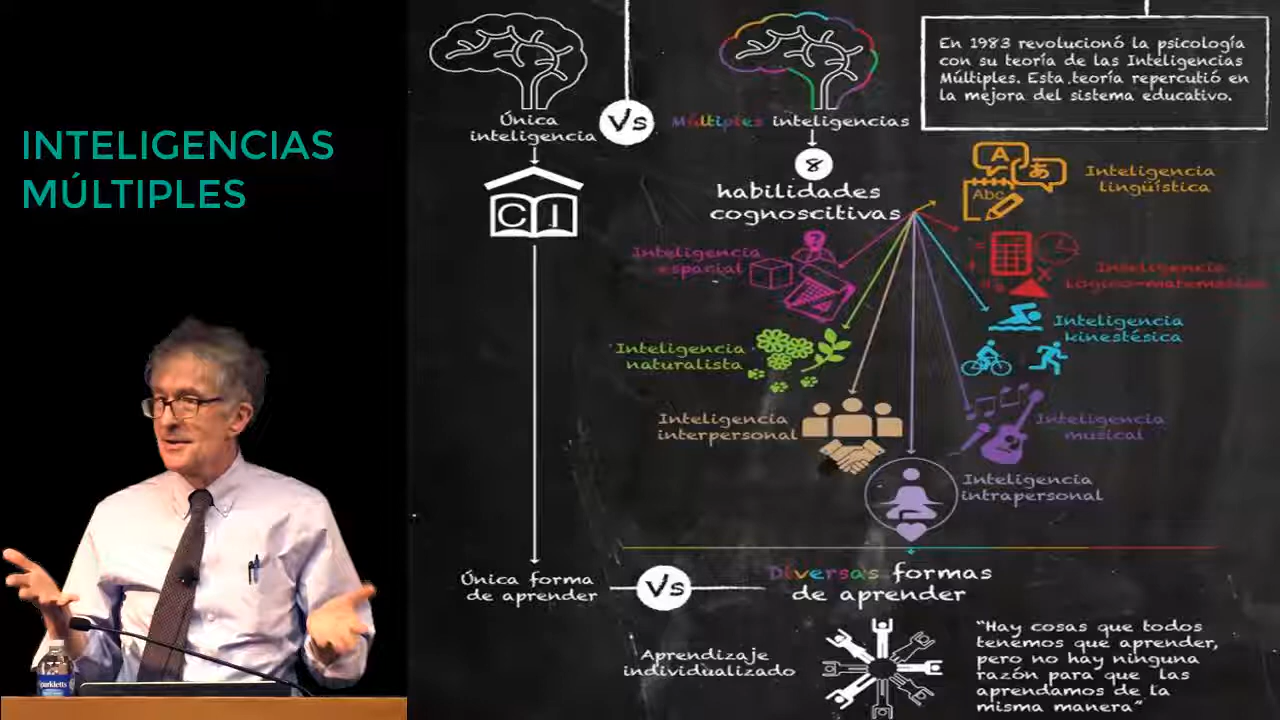 INTELIGENCIAS
MÚLTIPLES
En 1983 revolucionó la psicología
con su teoría de las Inteligencias
Múltiples. Esta teoría repercutió en
la mejora del sistema educativo.
Única
inteligencia
Vs
Múltiples inteligencias
CI
8
habilidades
cognoscitivas
A
あ
Abc
Inteligencia
lingüística
Inteligencia
espacial
Inteligencia
Lógico-matemática
Inteligencia
kinestésica
Inteligencia
naturalista
Inteligencia
interpersonal
Inteligencia
musical
Inteligencia
intrapersonal
Única forma
de aprender
Vs
Diversas formas
de aprender
Aprendizaje
individualizado
“Hay cosas que todos
tenemos que aprender,
pero no hay ninguna
razón para que las
aprendamos de la
misma manera”